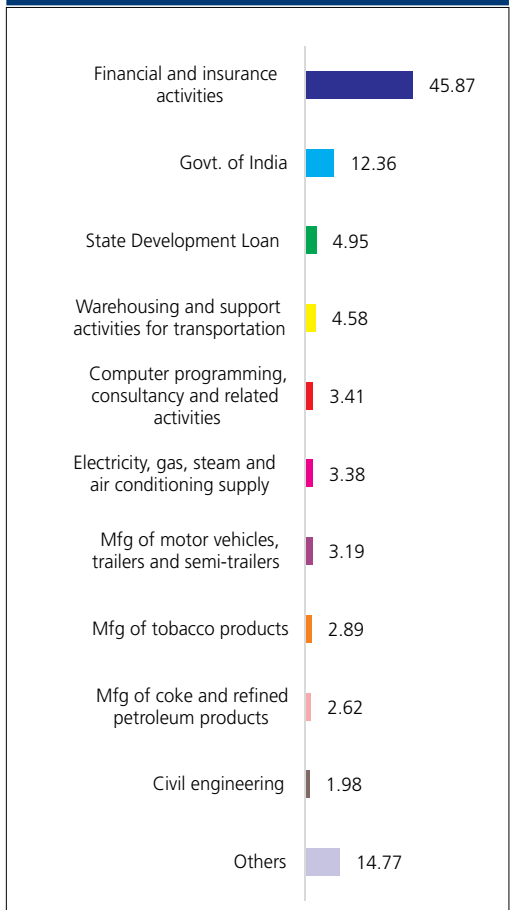 Financial and insurance
activities
45.87
Govt. of India
12.36
State Development Loan
4.95
Warehousing and support
activities for transportation
4.58
Computer programming,
consultancy and related
activities
3.41
Electricity, gas, steam and
air conditioning supply
3.38
Mfg of motor vehicles,
trailers and semi-trailers
3.19
Mfg of tobacco products
2.89
Mfg of coke and refined
petroleum products
2.62
Civil engineering
1.98
Others
14.77